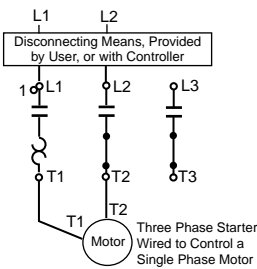 L1 L2
Disconnecting Means, Provided
by User, or with Controller
1 L1 L2 L3
T1 T2 T3
T1 T2
Motor
Three Phase Starter
Wired to Control a
Single Phase Motor